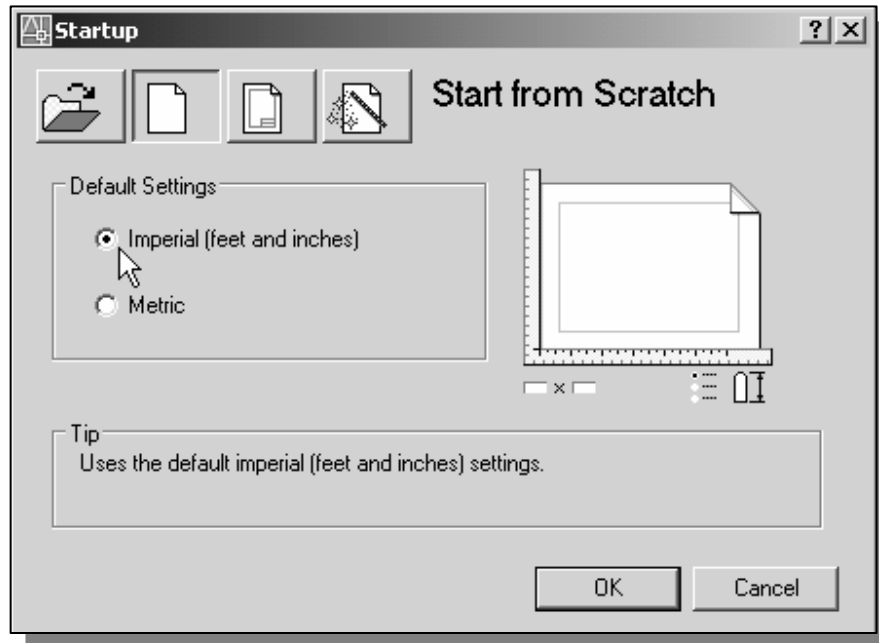 Startup
Start from Scratch
Default Settings
Imperial (feet and inches)
Metric
Tip
Uses the default imperial (feet and inches) settings.
OK
Cancel